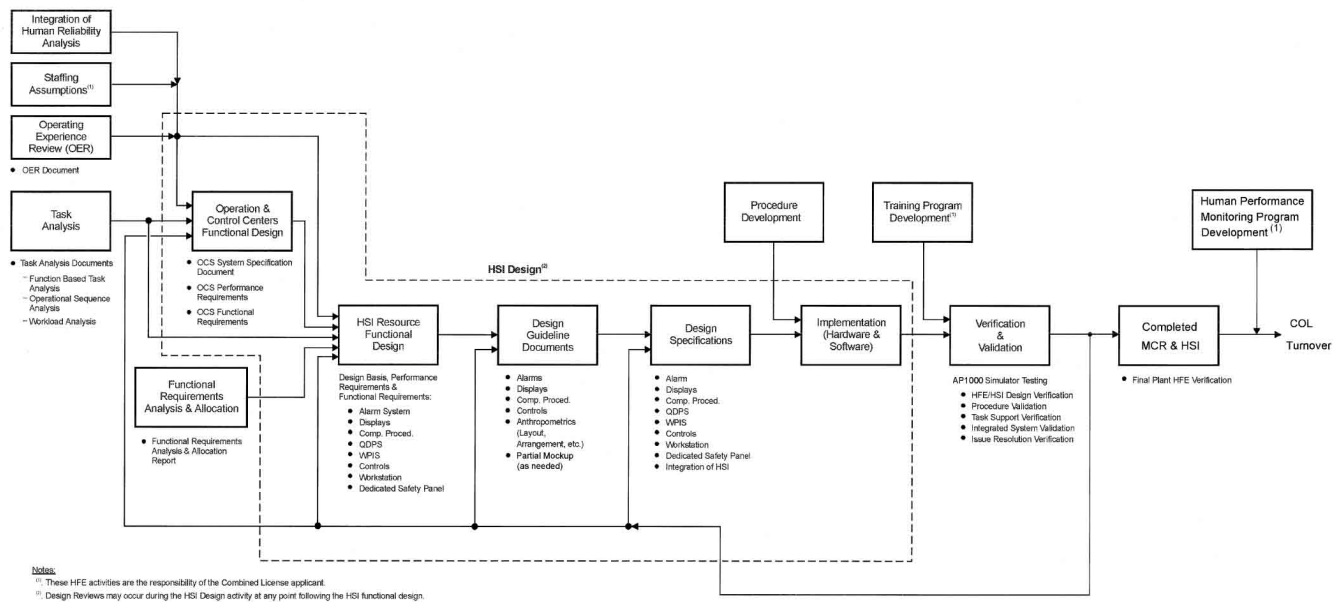 Integration of
Human Reliability
Analysis
Staffing
Assumptions(1)
Operating
Experience
Review (OER)
• OER Document
Task
Analysis
• Task Analysis Documents
– Function Based Task
Analysis
– Operational Sequence
Analysis
– Workload Analysis
Operation &
Control Centers
Functional Design
• OCS System Specification
Document
• OCS Performance
Requirements
• OCS Functional
Requirements
Functional
Requirements
Analysis & Allocation
• Functional Requirements
Analysis & Allocation
Report
HSI Design(2)
HSI Resource
Functional
Design
Design Basis, Performance
Requirements &
Functional Requirements:
• Alarm System
• Displays
• Comp. Proced.
• QDPS
• WPIS
• Controls
• Workstation
• Dedicated Safety Panel
Design
Guideline
Documents
• Alarms
• Displays
• Comp. Proced.
• Controls
• Anthropometrics
(Layout,
Arrangement, etc.)
• Partial Mockup
(as needed)
Design
Specifications
• Alarm
• Displays
• Comp. Proced.
• QDPS
• WPIS
• Controls
• Workstation
• Dedicated Safety Panel
• Integration of HSI
Procedure
Development
Implementation
(Hardware &
Software)
Training Program
Development(1)
Verification
&
Validation
AP1000 Simulator Testing
• HFE/HSI Design Verification
• Procedure Validation
• Task Support Verification
• Integrated System Validation
• Issue Resolution Verification
Completed
MCR & HSI
• Final Plant HFE Verification
Human Performance
Monitoring Program
Development (1)
COL
Turnover
Notes:
These HFE activities are the responsibility of the Combined License applicant.
Design Reviews may occur during the HSI Design activity at any point following the HSI functional design.